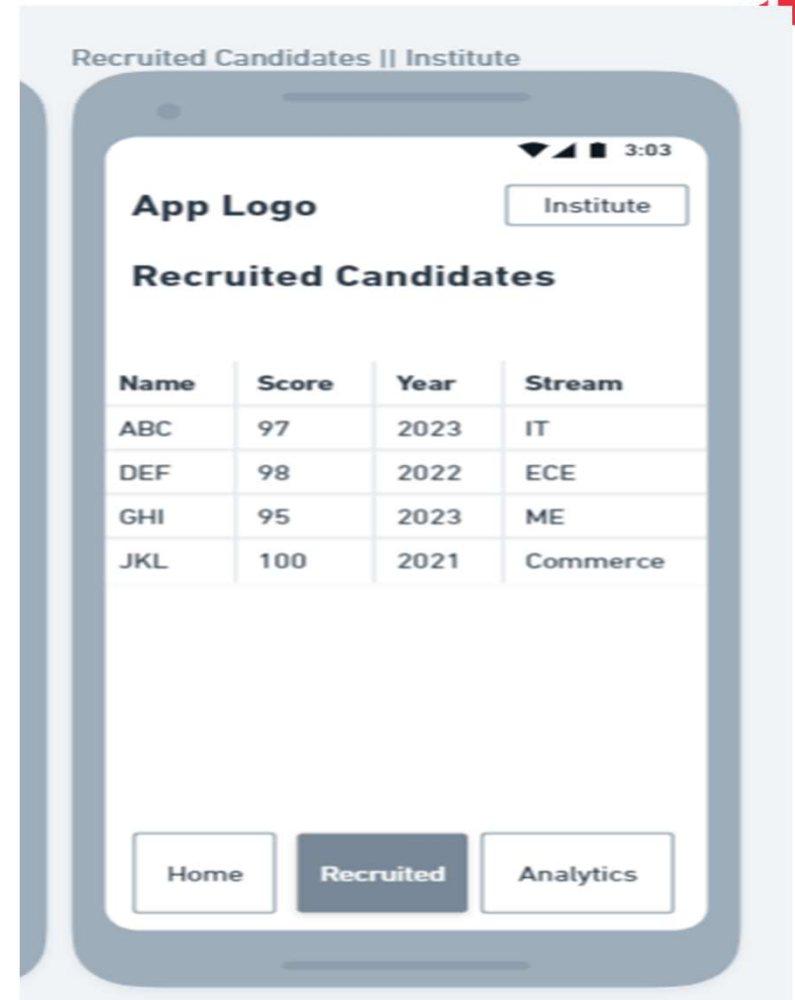 Recruited Candidates || Institute
3:03
App Logo Institute
Recruited Candidates
Name Score Year Stream
ABC 97 2023 IT
DEF 98 2022 ECE
GHI 95 2023 ME
JKL 100 2021 Commerce
Home Recruited Analytics